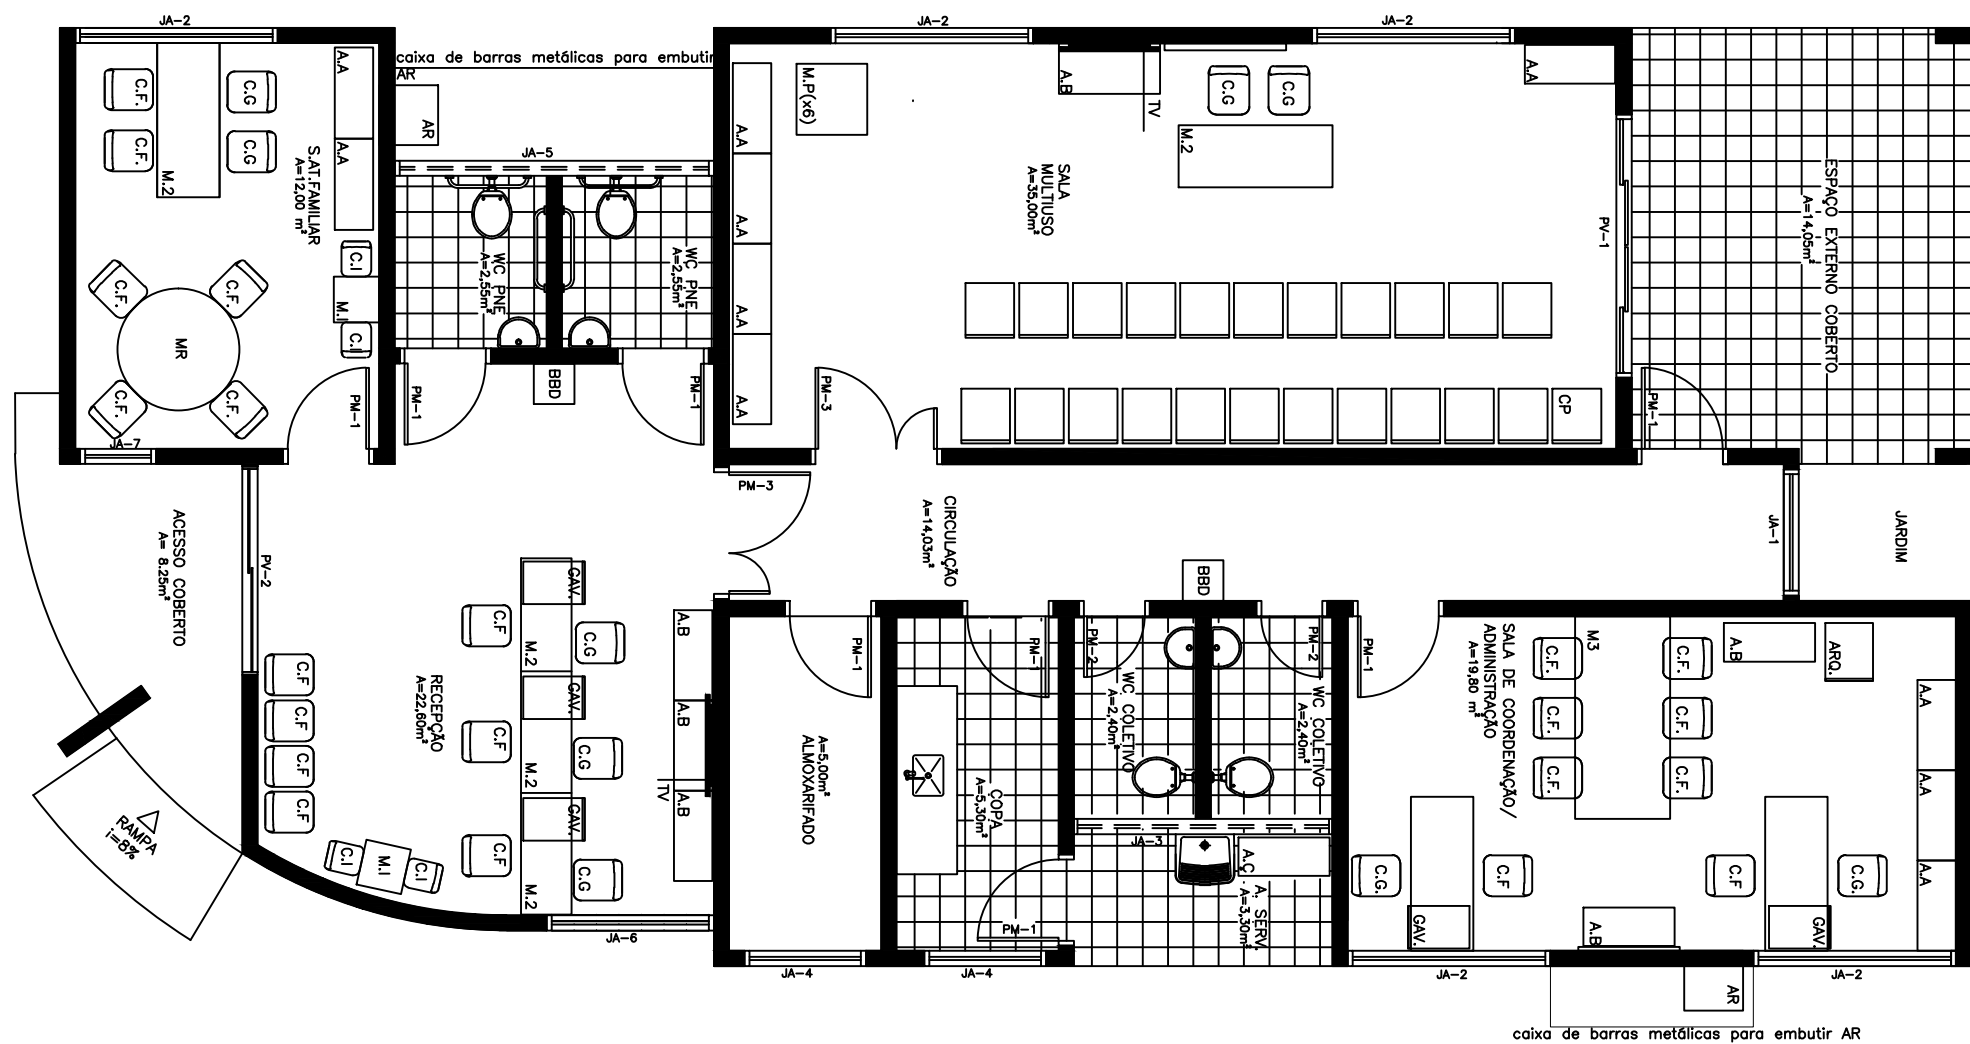 JA-2
JA-2
JA-2
caixa de barras metálicas para embutir
AR
AR
A.A
A.A
C.F.
C.G
C.F.
C.G
M.2
S.AT.FAMILIAR
A=12,00 m²
C.I
M.I
C.I
C.F.
C.F.
MR
C.F.
C.F.
JA-7
PM-1
JA-5
WC PNE
A=2,55m²
WC PNE
A=2,55m²
PM-1
BBD
PM-1
M.P(x6)
A.A
A.A
A.A
A.A
A.B
TV
C.G
C.G
M.2
A.A
SALA
MULTIUSO
A=35,00m²
PV-1
ESPAÇO EXTERNO COBERTO
A=14,05m²
CP
PM-3
PM-1
PM-3
CIRCULAÇÃO
A=14,03m²
JA-1
JARDIM
ACESSO COBERTO
A= 8.25m²
PV-2
RAMPA
i=8%
RECEPÇÃO
A=22,60m²
C.F
C.F
C.F
C.F
C.I
M.I
C.I
C.F
C.F
C.F
GAV.
M.2
GAV.
M.2
GAV.
M.2
C.G
C.G
C.G
A.B
A.B
A.B
TV
JA-6
PM-1
ALMOXARIFADO
A=5,00m²
JA-4
PM-1
COPA
A=5,30m²
JA-4
PM-1
BBD
PM-2
WC COLETIVO
A=2,40m²
PM-2
WC COLETIVO
A=2,40m²
JA-3
A.Ç.
A. SERV.
A=3,30m²
PM-1
SALA DE COORDENAÇÃO/
ADMINISTRAÇÃO
A=19,80 m²
M3
C.F.
C.F.
C.F.
C.F.
C.F.
C.F.
A.B
ARQ.
A.A
A.A
A.A
C.G.
C.F
C.F
C.G.
GAV.
A.B
GAV.
JA-2
JA-2
AR
caixa de barras metálicas para embutir AR